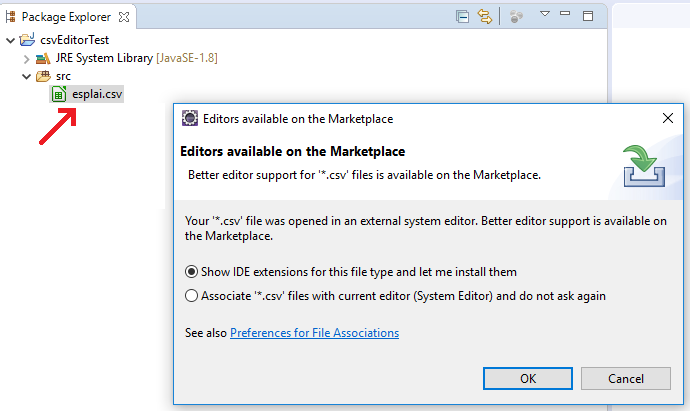 Package Explorer
csvEditorTest
JRE System Library [JavaSE-1.8]
src
esplai.csv
Editors available on the Marketplace
Editors available on the Marketplace
Better editor support for '*.csv' files is available on the Marketplace.
Your '*.csv' file was opened in an external system editor. Better editor support is available on
the Marketplace.
Show IDE extensions for this file type and let me install them
Associate '*.csv' files with current editor (System Editor) and do not ask again
See also Preferences for File Associations
OK
Cancel